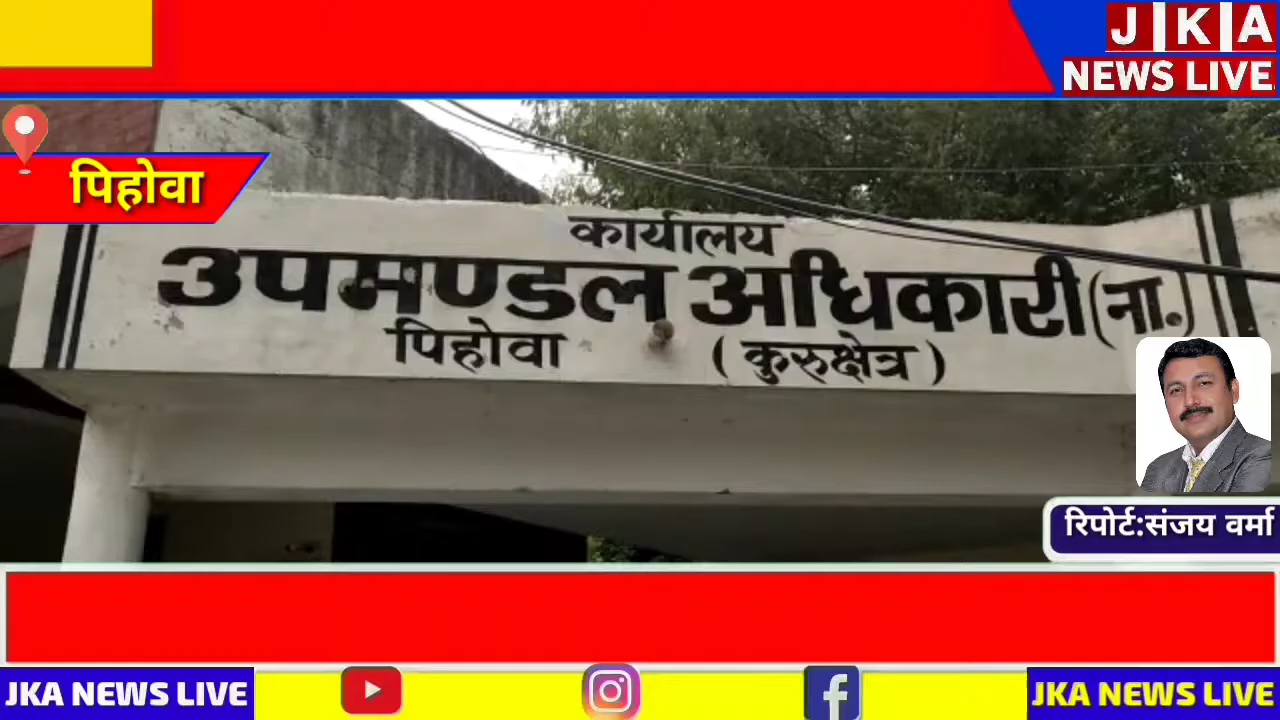 JKA
NEWS LIVE
पिहोवा
कार्यालय
उपमण्डल अधिकारी (ना.)
पिहोवा (कुरुक्षेत्र)
रिपोर्ट:संजय वर्मा
JKA NEWS LIVE
JKA NEWS LIVE